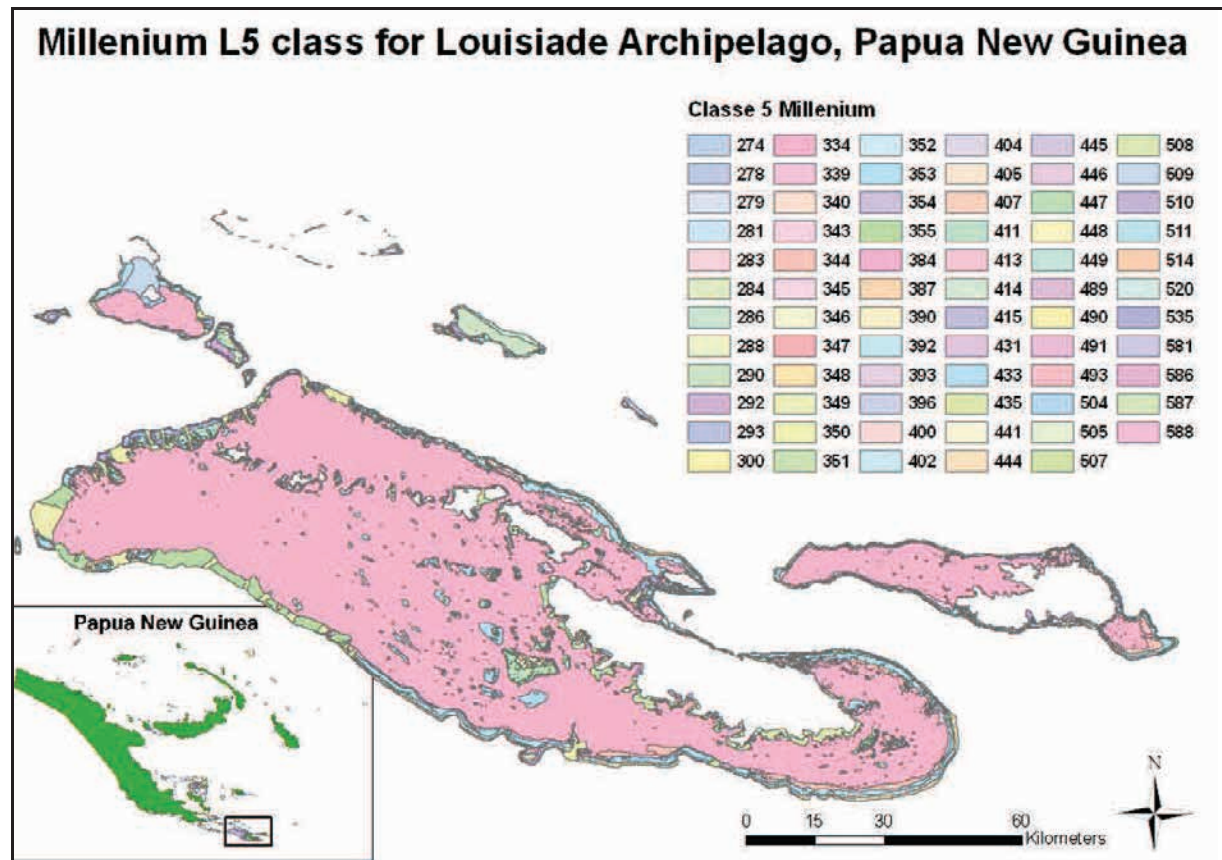 Millenium L5 class for Louisiade Archipelago, Papua New Guinea
Classe 5 Millenium
274 334 352 404 445 508
278 339 353 405 446 509
279 340 354 407 447 510
281 343 355 411 448 511
283 344 384 413 449 514
284 345 387 414 489 520
286 346 390 415 490 535
288 347 392 431 491 581
290 348 393 433 493 586
292 349 396 435 504 587
293 350 400 441 505 588
300 351 402 444 507
Papua New Guinea
N
0 15 30 60
Kilometers